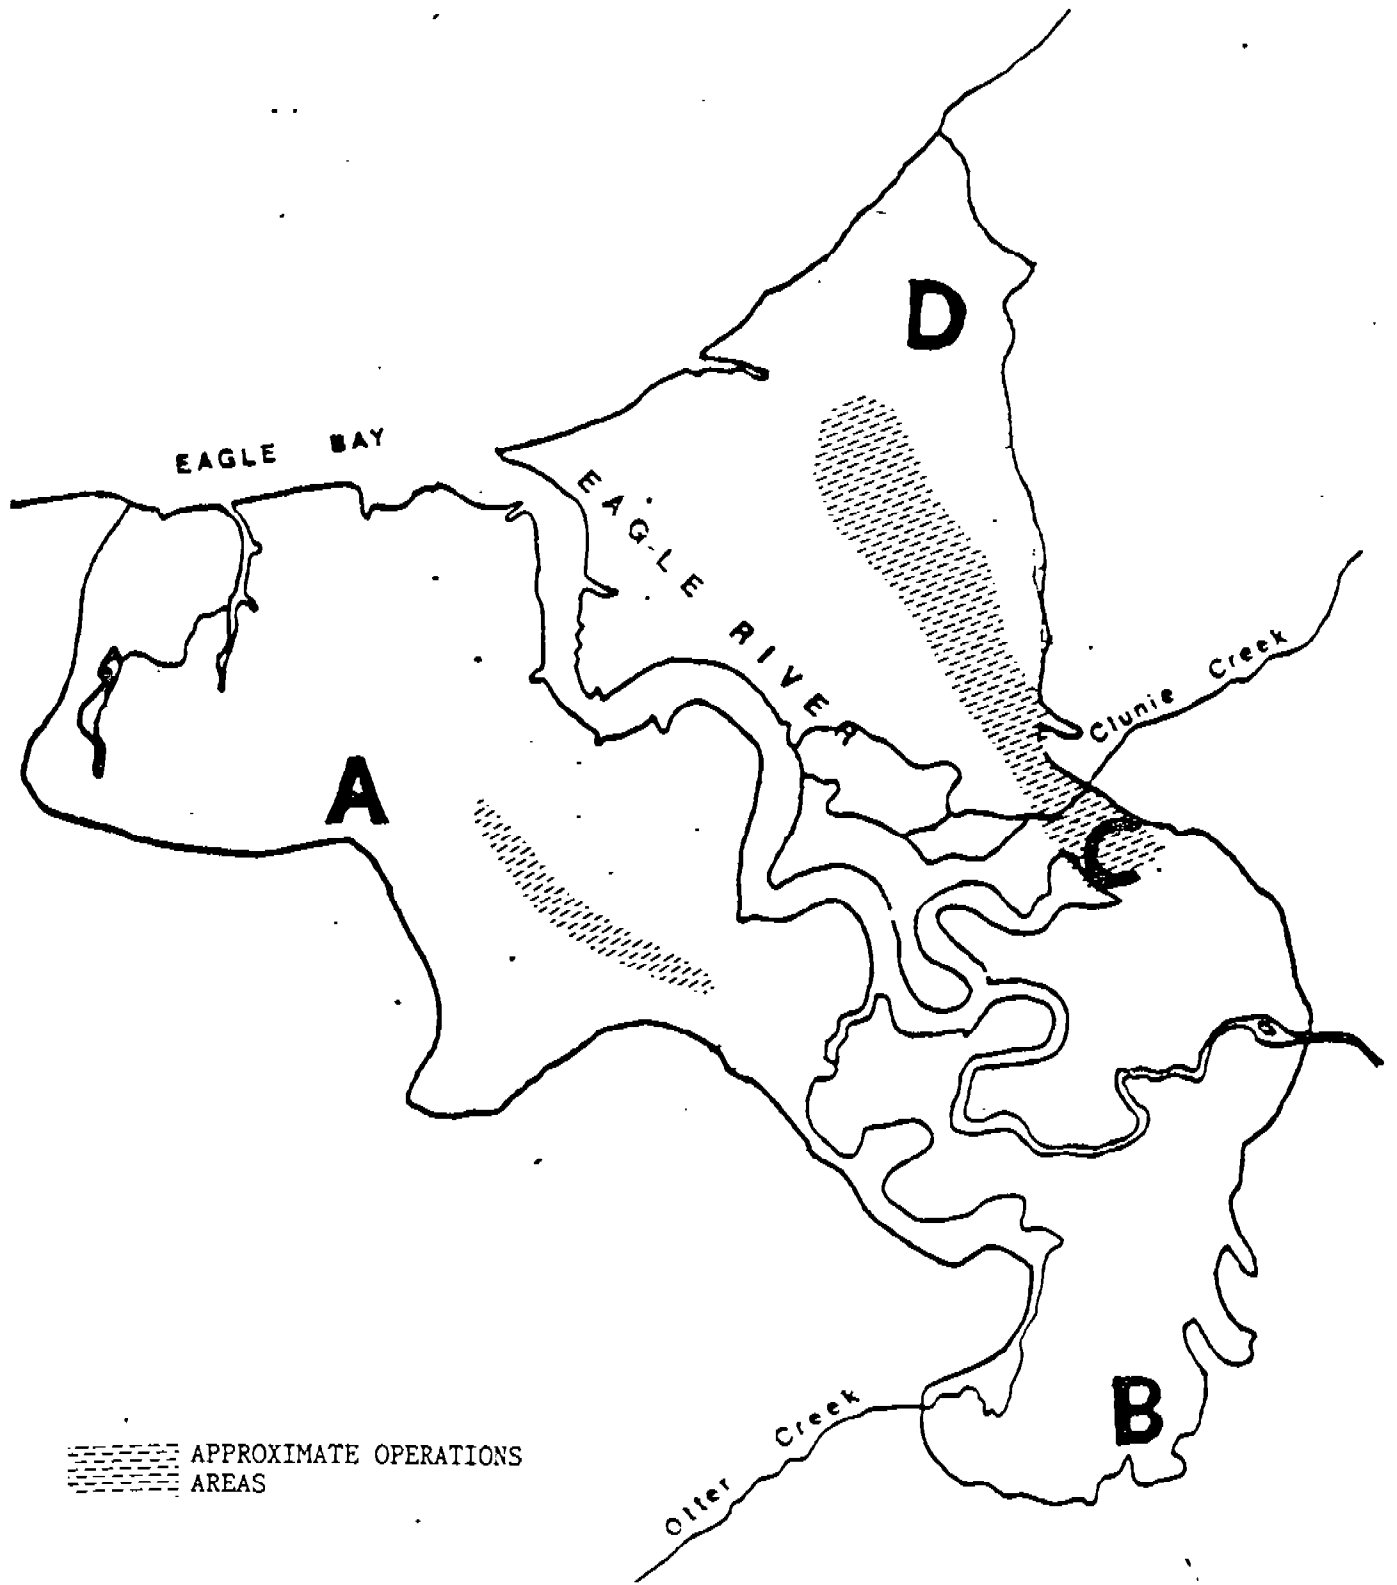 D
EAGLE BAY
EAGLE RIVER
Clunie Creek
A
C
B
Otter Creek
APPROXIMATE OPERATIONS
AREAS